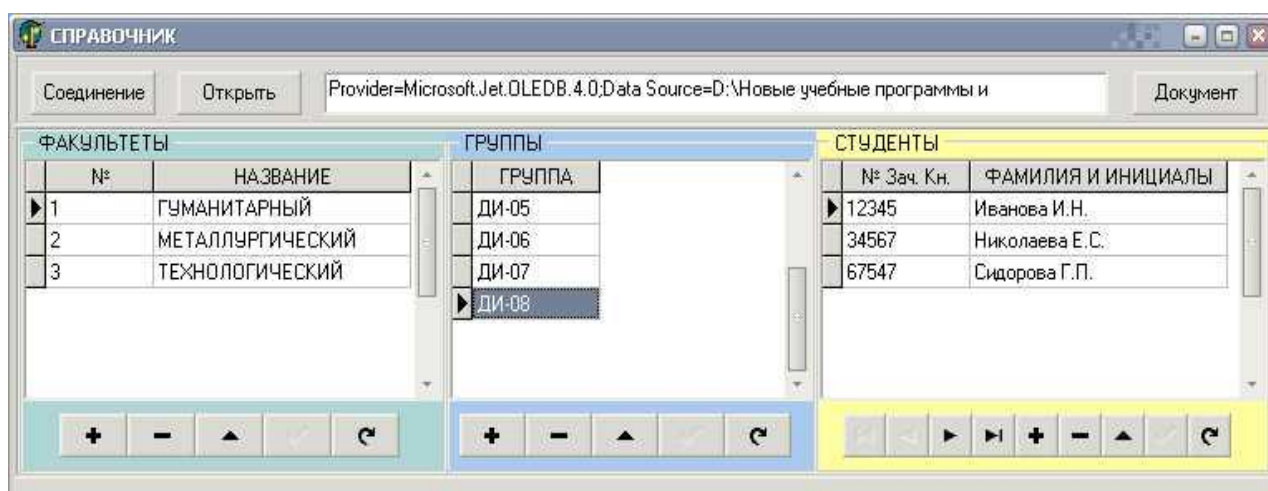 СПРАВОЧНИК
Соединение Открыть Provider=Microsoft.Jet.OLEDB.4.0;Data Source=D:\Новые учебные программы и Документ
ФАКУЛЬТЕТЫ
№ НАЗВАНИЕ
1 ГУМАНИТАРНЫЙ
2 МЕТАЛЛУРГИЧЕСКИЙ
3 ТЕХНОЛОГИЧЕСКИЙ
ГРУППЫ
ГРУППА
ДИ-05
ДИ-06
ДИ-07
ДИ-08
СТУДЕНТЫ
№ Зач. Кн. ФАМИЛИЯ И ИНИЦИАЛЫ
12345 Иванова И.Н.
34567 Николаева Е.С.
67547 Сидорова Г.П.